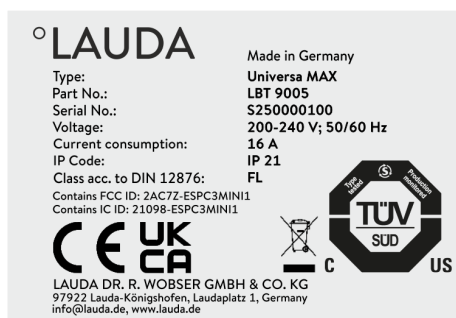 °LAUDA
Made in Germany
Type: Universa MAX
Part No.: LBT 9005
Serial No.: S250000100
Voltage: 200-240 V; 50/60 Hz
Current consumption: 16 A
IP Code: IP 21
Class acc. to DIN 12876: FL
Contains FCC ID: 2AC7Z-ESPC3MINI1
Contains IC ID: 21098-ESPC3MINI1
CE UK CA
Type tested
S
Production monitored
TÜV
SÜD
C US
LAUDA DR. R. WOBSER GMBH & CO. KG
97922 Lauda-Königshofen, Laudaplatz 1, Germany
info@lauda.de, www.lauda.de